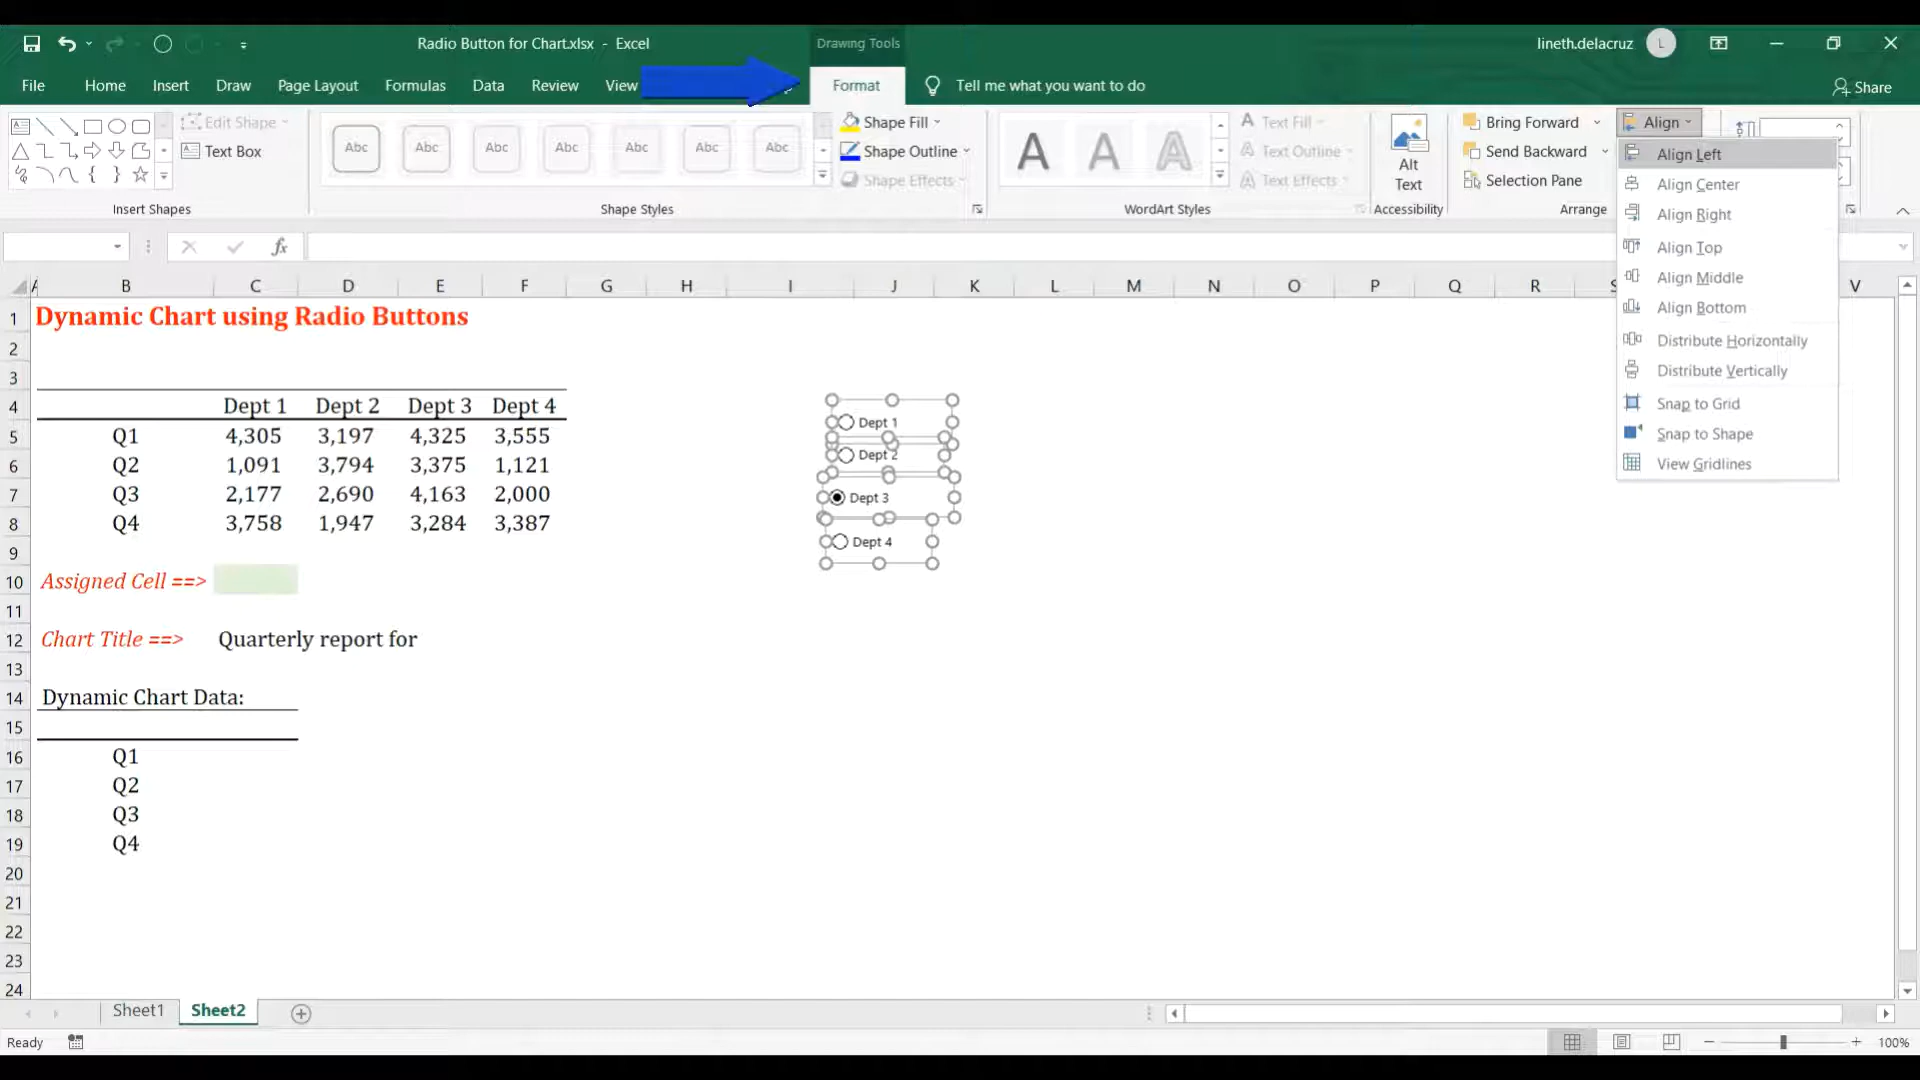 Radio Button for Chart.xlsx - Excel
Drawing Tools
lineth.delacruz
L
File Home Insert Draw Page Layout Formulas Data Review View Format Tell me what you want to do Share
Edit Shape
Text Box
Insert Shapes
Abc Abc Abc Abc Abc Abc Abc
Shape Fill
Shape Outline
Shape Effects
Shape Styles
A A A
Text Fill
Text Outline
Text Effects
WordArt Styles
Alt
Text
Accessibility
Bring Forward
Send Backward
Selection Pane
Arrange
Align
Align Left
Align Center
Align Right
Align Top
Align Middle
Align Bottom
Distribute Horizontally
Distribute Vertically
Snap to Grid
Snap to Shape
View Gridlines
fx
B C D E F G H I J K L M N O P Q R S V
1 Dynamic Chart using Radio Buttons
2
3
4 Dept 1 Dept 2 Dept 3 Dept 4
5 Q1 4,305 3,197 4,325 3,555
6 Q2 1,091 3,794 3,375 1,121
7 Q3 2,177 2,690 4,163 2,000
8 Q4 3,758 1,947 3,284 3,387
9
10 Assigned Cell ==>
11
12 Chart Title ==> Quarterly report for
13
14 Dynamic Chart Data:
15
16 Q1
17 Q2
18 Q3
19 Q4
20
21
22
23
24
Dept 1
Dept 2
Dept 3
Dept 4
Sheet1 Sheet2
Ready
100%